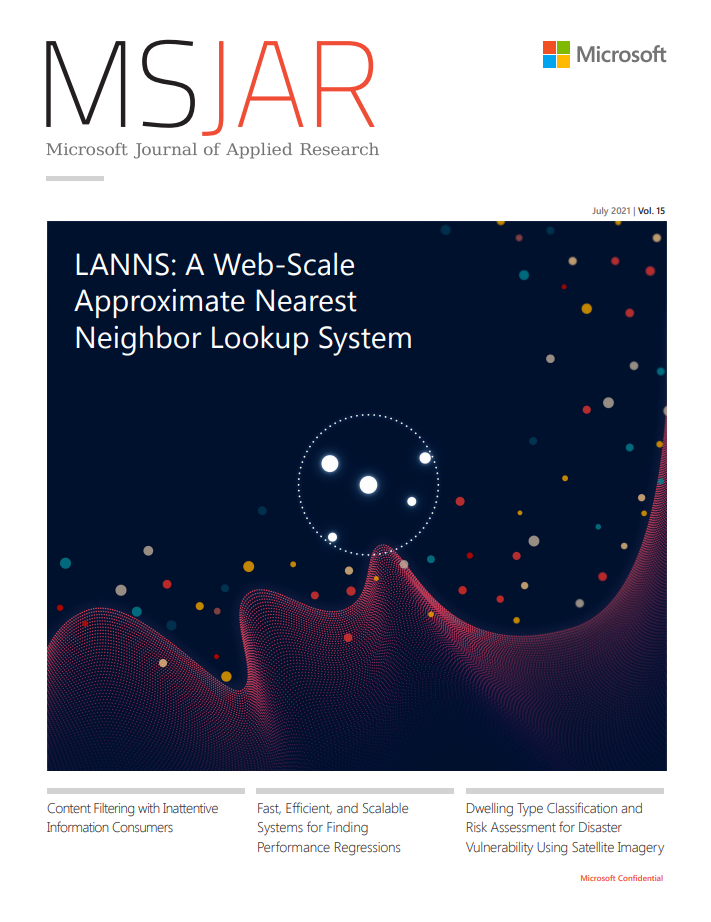 MSJAR
Microsoft
Microsoft Journal of Applied Research
July 2021 | Vol. 15
LANNS: A Web-Scale
Approximate Nearest
Neighbor Lookup System
Content Filtering with Inattentive
Information Consumers
Fast, Efficient, and Scalable
Systems for Finding
Performance Regressions
Dwelling Type Classification and
Risk Assessment for Disaster
Vulnerability Using Satellite Imagery
Microsoft Confidential